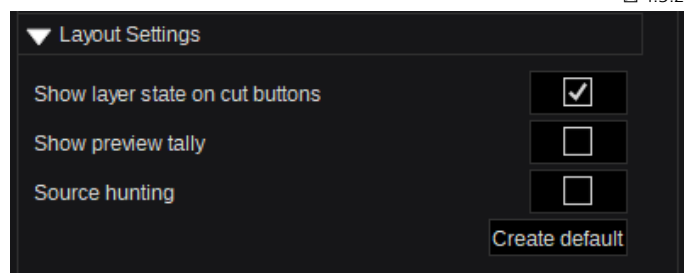 Layout Settings
Show layer state on cut buttons
Show preview tally
Source hunting
Create default